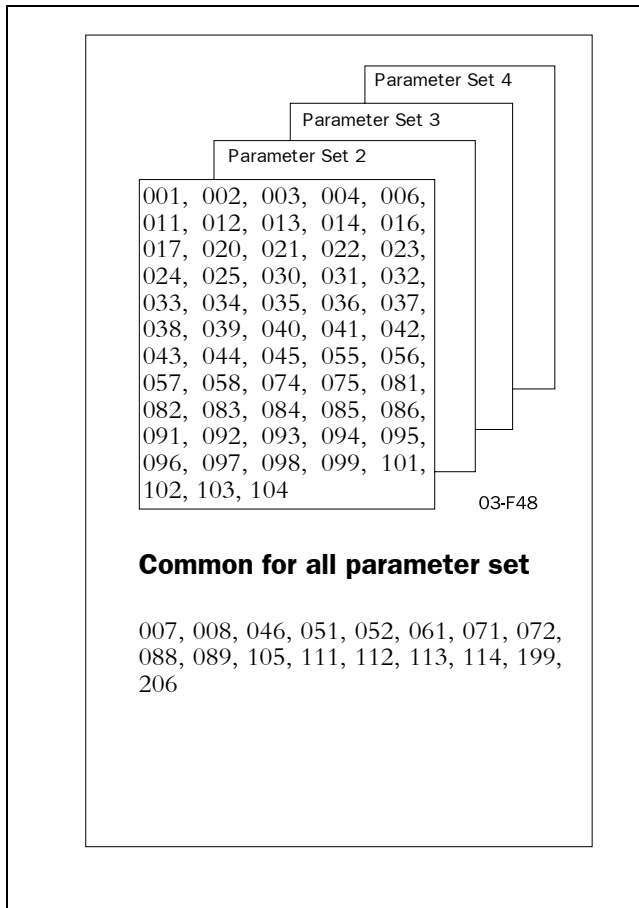 Parameter Set 4
Parameter Set 3
Parameter Set 2
001, 002, 003, 004, 006,
011, 012, 013, 014, 016,
017, 020, 021, 022, 023,
024, 025, 030, 031, 032,
033, 034, 035, 036, 037,
038, 039, 040, 041, 042,
043, 044, 045, 055, 056,
057, 058, 074, 075, 081,
082, 083, 084, 085, 086,
091, 092, 093, 094, 095,
096, 097, 098, 099, 101,
102, 103, 104
03-F48
Common for all parameter set
007, 008, 046, 051, 052, 061, 071, 072,
088, 089, 105, 111, 112, 113, 114, 199,
206